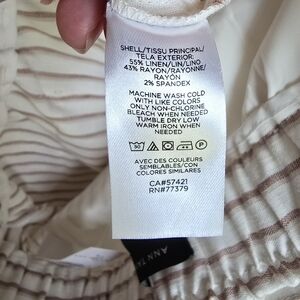 SHELL/TISSU PRINCIPAL/
TELA EXTERIOR:
55% LINEN/LIN/LINO
43% RAYON/RAYONNE/
RAYÓN
2% SPANDEX
MACHINE WASH COLD
WITH LIKE COLORS
ONLY NON-CHLORINE
BLEACH WHEN NEEDED
TUMBLE DRY LOW
WARM IRON WHEN
NEEDED
AVEC DES COULEURS
SEMBLABLES/CON
COLORES SIMILARES
CA#57421
RN#77379
ANN